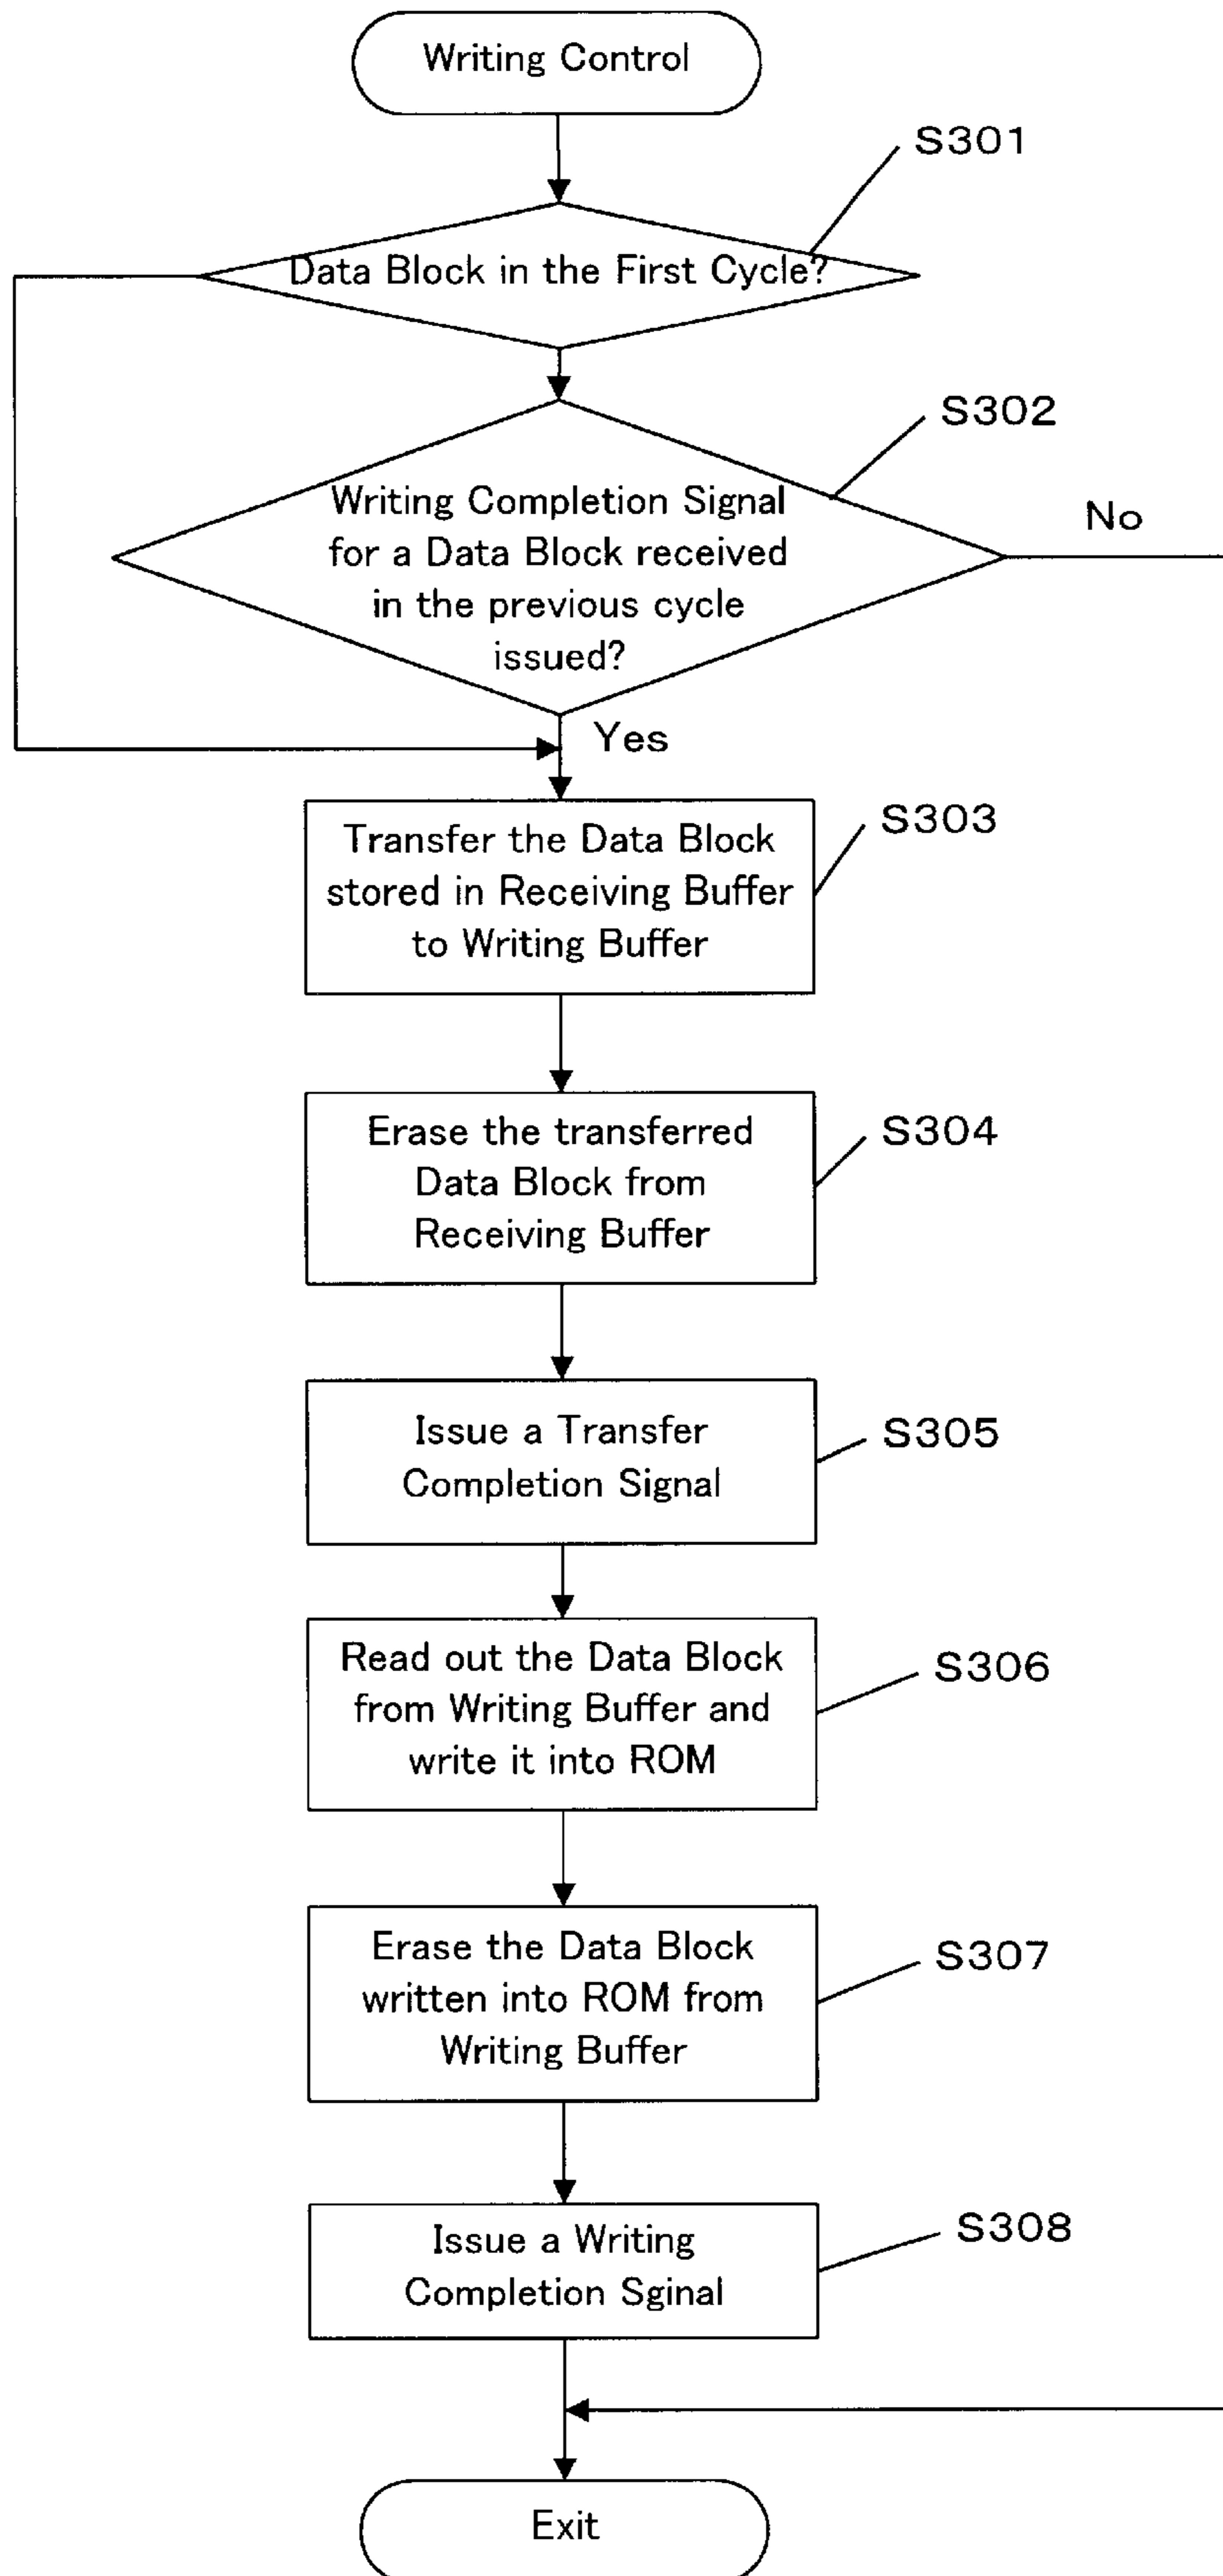 Writing Control
S301
Data Block in the First Cycle?
S302
Writing Completion Signal
for a Data Block received
in the previous cycle
issued?
No
Yes
S303
Transfer the Data Block
stored in Receiving Buffer
to Writing Buffer
S304
Erase the transferred
Data Block from
Receiving Buffer
S305
Issue a Transfer
Completion Signal
S306
Read out the Data Block
from Writing Buffer and
write it into ROM
S307
Erase the Data Block
written into ROM from
Writing Buffer
S308
Issue a Writing
Completion Sginal
Exit